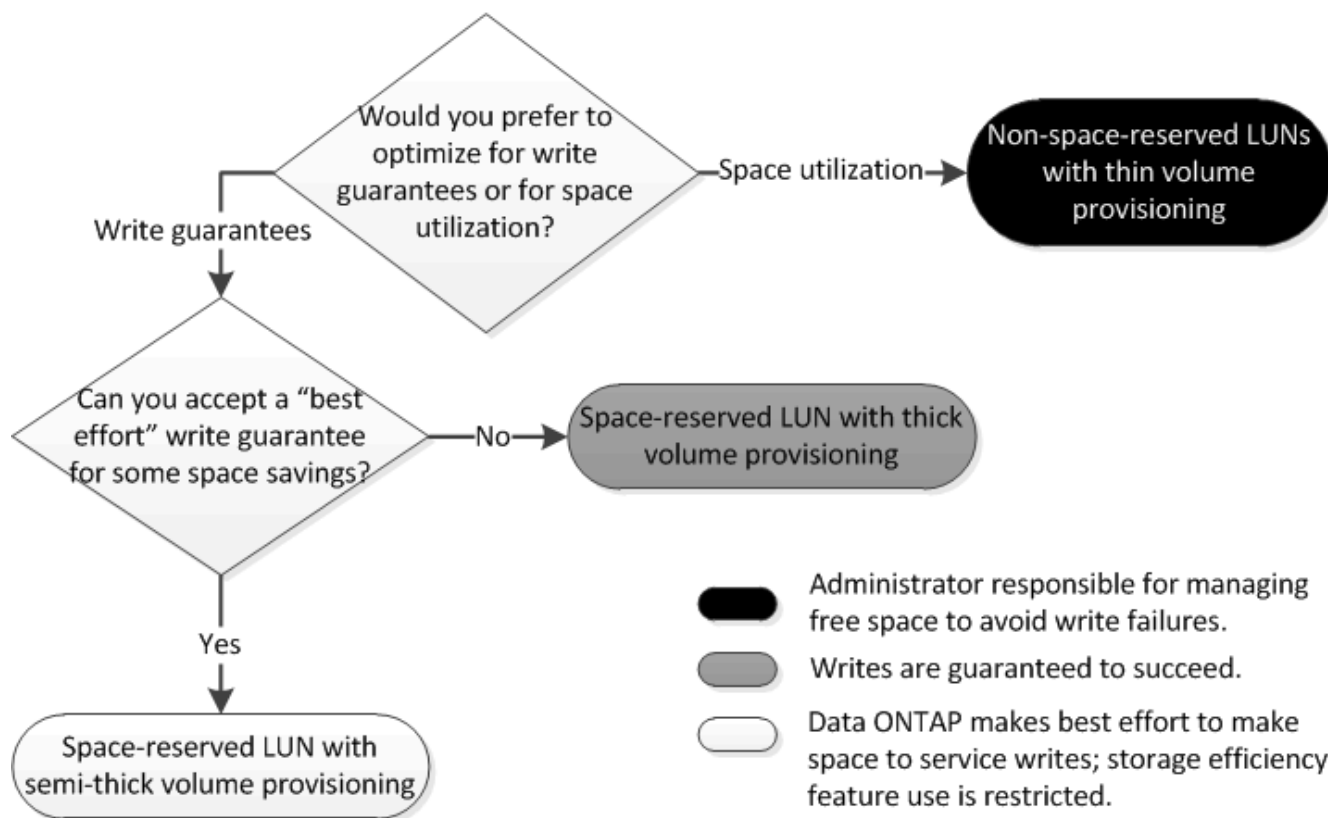 Would you prefer to
optimize for write
guarantees or for space
utilization?
Space utilization
Non-space-reserved LUNs
with thin volume
provisioning
Write guarantees
Can you accept a “best
effort” write guarantee
for some space savings?
No
Space-reserved LUN with thick
volume provisioning
Yes
Space-reserved LUN with
semi-thick volume provisioning
Administrator responsible for managing
free space to avoid write failures.
Writes are guaranteed to succeed.
Data ONTAP makes best effort to make
space to service writes; storage efficiency
feature use is restricted.